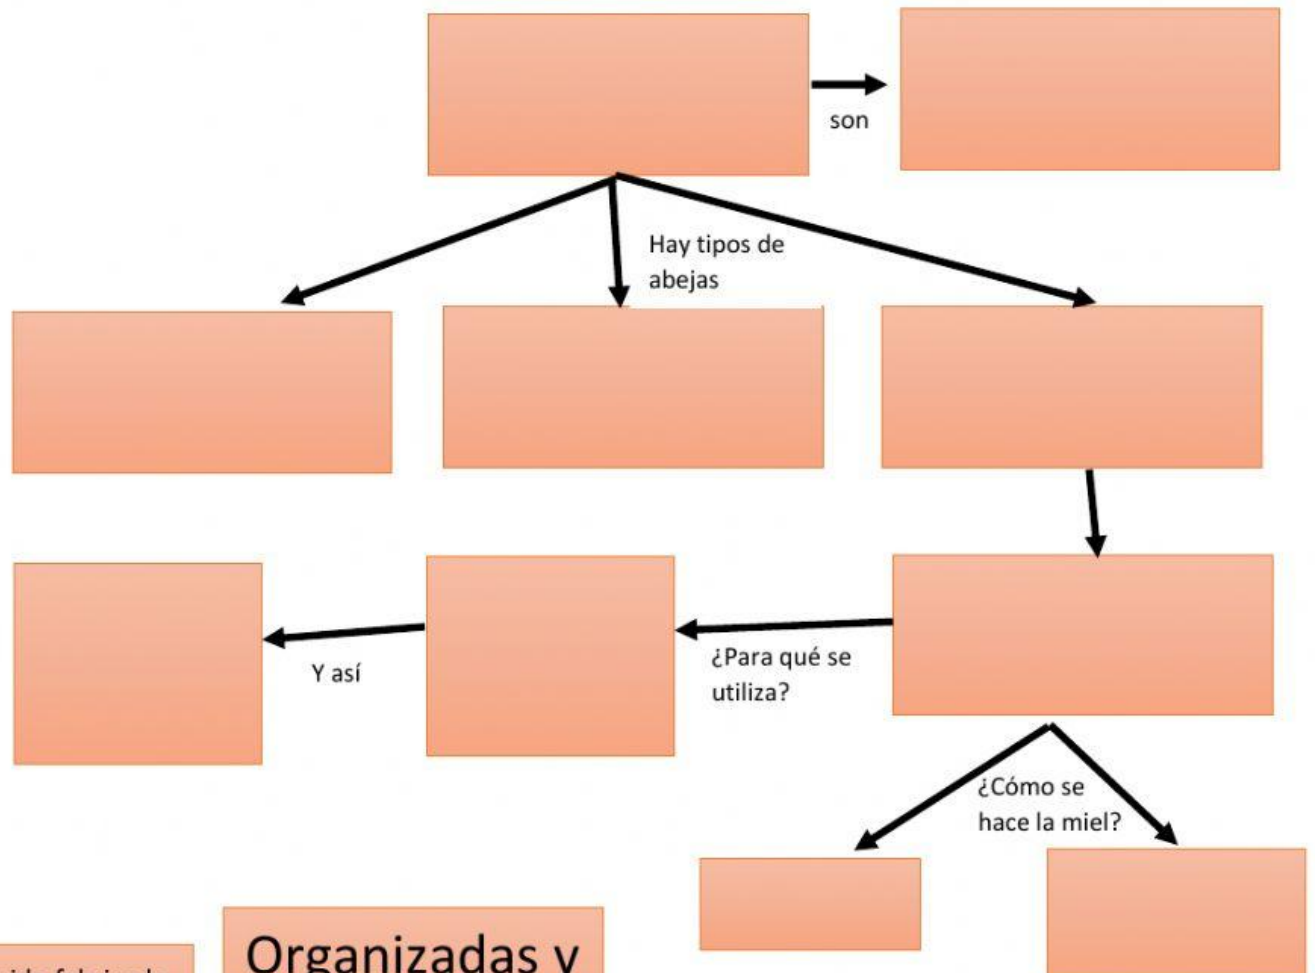 son
Hay tipos de
abejas
Y así
¿Para qué se
utiliza?
¿Cómo se
hace la miel?
Organizadas y